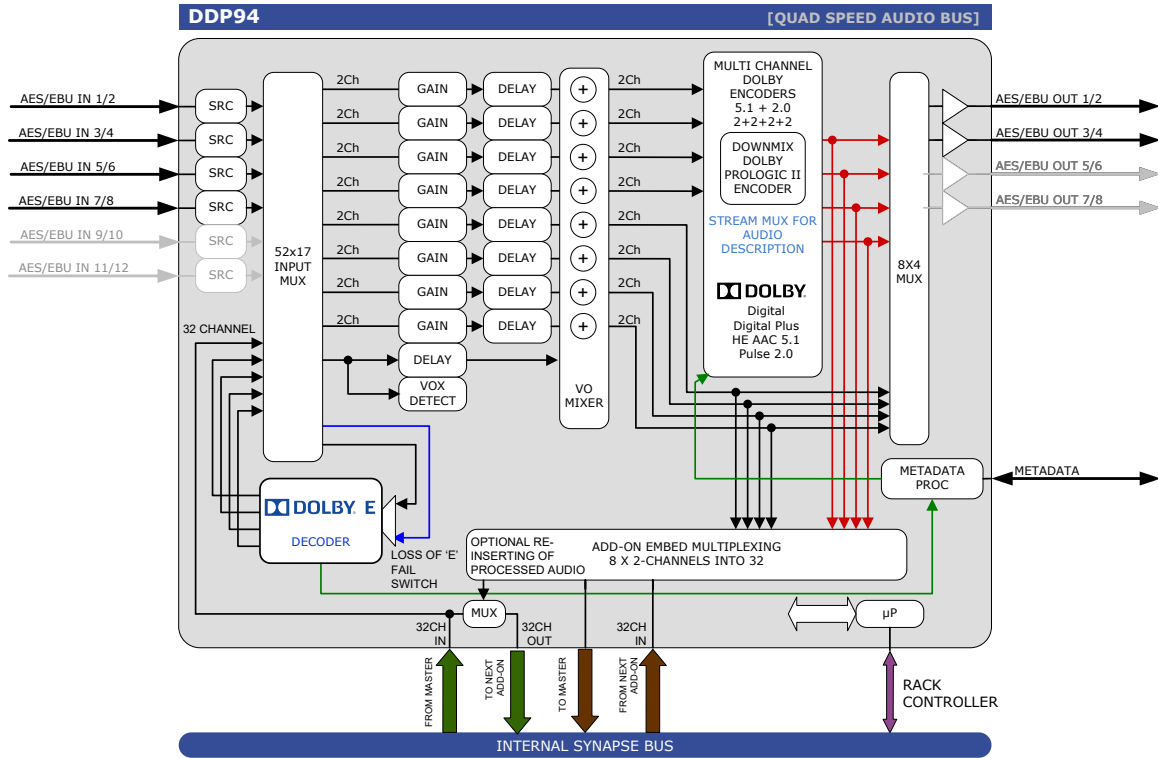 DDP94
[QUAD SPEED AUDIO BUS]
AES/EBU IN 1/2
AES/EBU IN 3/4
AES/EBU IN 5/6
AES/EBU IN 7/8
AES/EBU IN 9/10
AES/EBU IN 11/12
SRC
SRC
SRC
SRC
SRC
SRC
52x17
INPUT
MUX
32 CHANNEL
2Ch
2Ch
2Ch
2Ch
2Ch
2Ch
2Ch
2Ch
GAIN
GAIN
GAIN
GAIN
GAIN
GAIN
GAIN
GAIN
DELAY
VOX
DETECT
DELAY
DELAY
DELAY
DELAY
DELAY
DELAY
DELAY
DELAY
+
+
+
+
+
+
+
+
VO
MIXER
2Ch
2Ch
2Ch
2Ch
2Ch
2Ch
2Ch
2Ch
MULTI CHANNEL
DOLBY
ENCODERS
5.1 + 2.0
2+2+2+2
DOWNMIX
DOLBY
PROLOGIC II
ENCODER
STREAM MUX FOR
AUDIO
DESCRIPTION
DOLBY.
Digital
Digital Plus
HE AAC 5.1
Pulse 2.0
8X4
MUX
AES/EBU OUT 1/2
AES/EBU OUT 3/4
AES/EBU OUT 5/6
AES/EBU OUT 7/8
METADATA
PROC
METADATA
DOLBY. E
DECODER
LOSS OF ‘E’
FAIL
SWITCH
OPTIONAL RE-
INSERTING OF
PROCESSED AUDIO
ADD-ON EMBED MULTIPLEXING
8 X 2-CHANNELS INTO 32
MUX
µP
32CH
IN
32CH
OUT
32CH
IN
FROM MASTER
TO NEXT
ADD-ON
TO MASTER
FROM NEXT
ADD-ON
RACK
CONTROLLER
INTERNAL SYNAPSE BUS